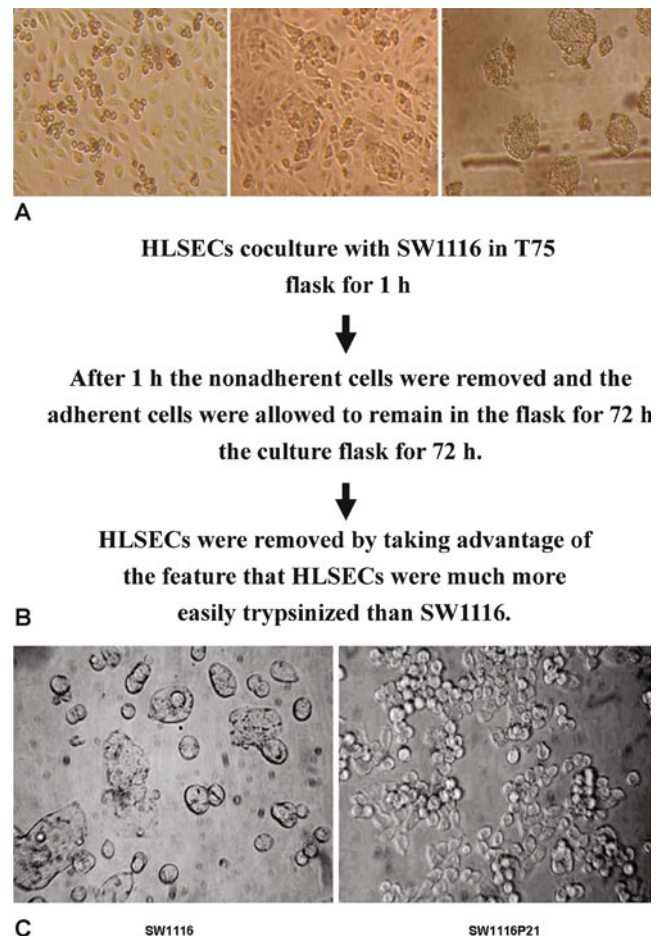 A
HLSECs coculture with SW1116 in T75
flask for 1 h
After 1 h the nonadherent cells were removed and the
adherent cells were allowed to remain in the flask for 72 h
the culture flask for 72 h.
HLSECs were removed by taking advantage of
the feature that HLSECs were much more
easily trypsinized than SW1116.
B
C
SW1116
SW1116P21